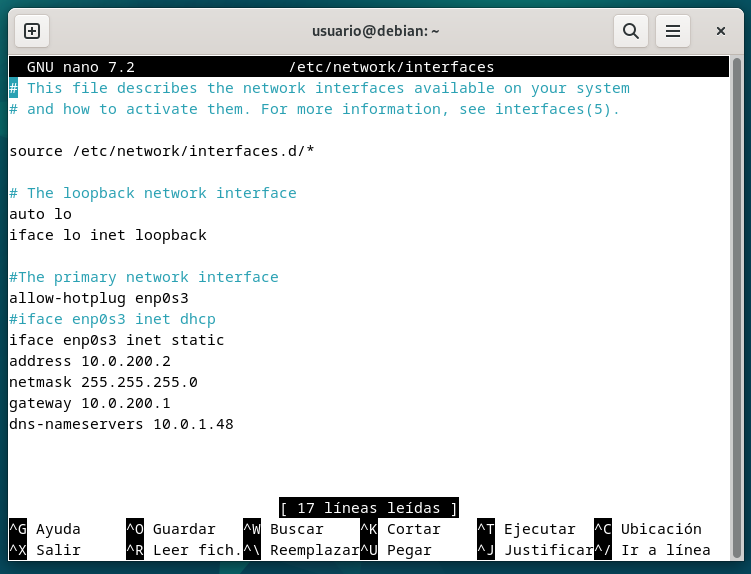 usuario@debian: ~
GNU nano 7.2 /etc/network/interfaces
# This file describes the network interfaces available on your system
# and how to activate them. For more information, see interfaces(5).
source /etc/network/interfaces.d/*
# The loopback network interface
auto lo
iface lo inet loopback
#The primary network interface
allow-hotplug enp0s3
#iface enp0s3 inet dhcp
iface enp0s3 inet static
address 10.0.200.2
netmask 255.255.255.0
gateway 10.0.200.1
dns-nameservers 10.0.1.48
[ 17 líneas leídas ]
^G Ayuda ^O Guardar ^W Buscar ^K Cortar ^T Ejecutar ^C Ubicación
^X Salir ^R Leer fich. ^\ Reemplazar ^U Pegar ^J Justificar ^/ Ir a línea